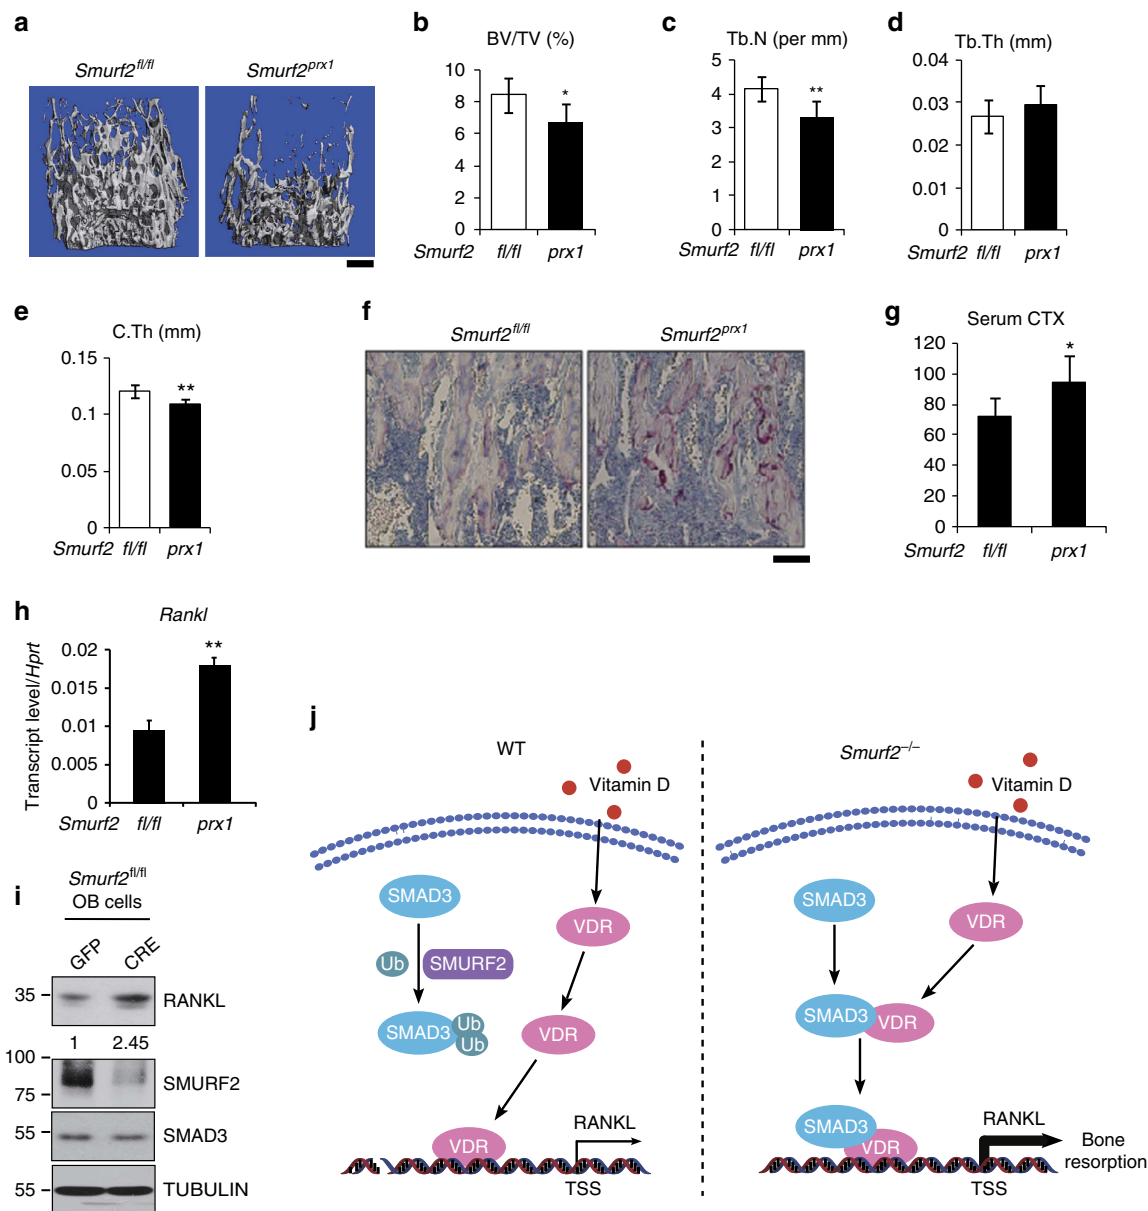 a
Smurf2fl/fl
Smurf2prx1
b
BV/TV (%)
10
8
6
4
2
0
*
Smurf2 fl/fl prx1
c
Tb.N (per mm)
5
4
3
2
1
0
**
Smurf2 fl/fl prx1
d
Tb.Th (mm)
0.04
0.03
0.02
0.01
0
Smurf2 fl/fl prx1
e
C.Th (mm)
0.15
0.1
0.05
0
**
Smurf2 fl/fl prx1
f
Smurf2fl/fl
Smurf2prx1
g
Serum CTX
120
100
80
60
40
20
0
*
Smurf2 fl/fl prx1
h
Rankl
Transcript level/Hprt
0.02
0.015
0.01
0.005
0
**
Smurf2 fl/fl prx1
i
Smurf2fl/fl
OB cells
GFP CRE
35
RANKL
1 2.45
100
75
SMURF2
55
SMAD3
55
TUBULIN
j
WT
Vitamin D
SMAD3
VDR
Ub
SMURF2
SMAD3
Ub
Ub
VDR
VDR
RANKL
TSS
Smurf2–/–
Vitamin D
SMAD3
VDR
SMAD3
VDR
SMAD3
VDR
RANKL
TSS
Bone
resorption